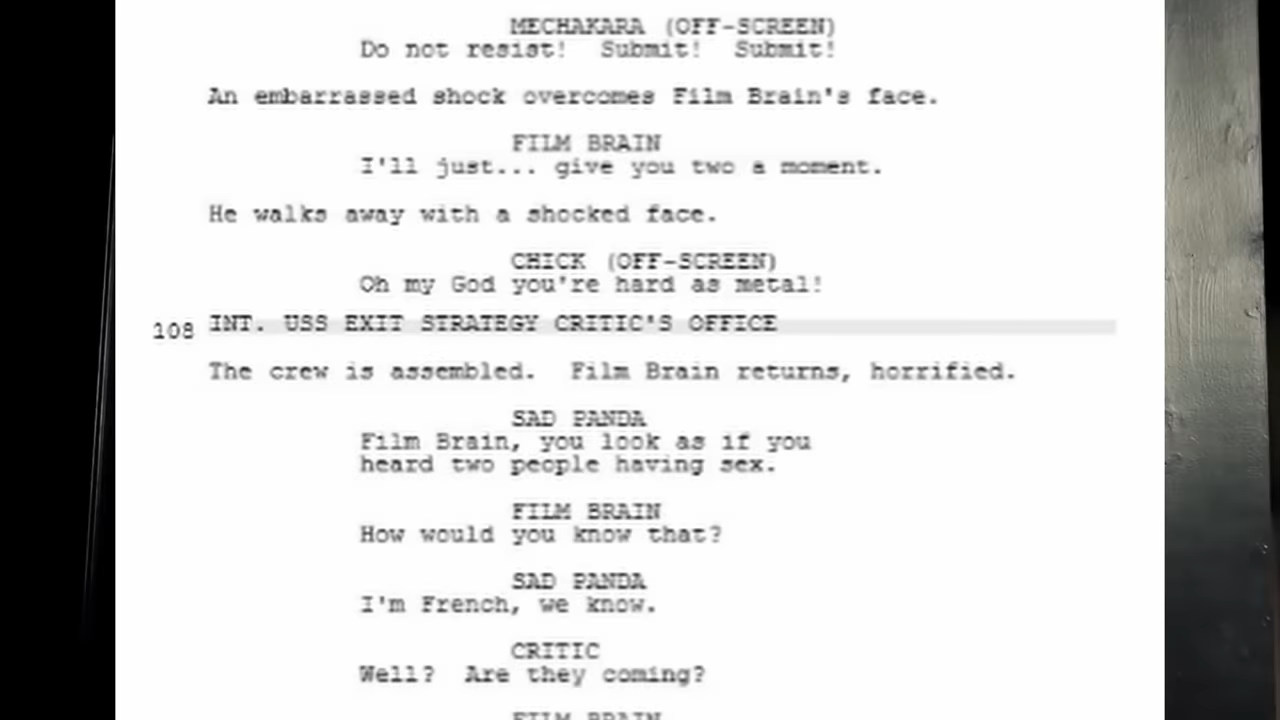 MECHAKARA (OFF-SCREEN)
Do not resist! Submit! Submit!
An embarrassed shock overcomes Film Brain's face.
FILM BRAIN
I'll just... give you two a moment.
He walks away with a shocked face.
CHICK (OFF-SCREEN)
Oh my God you're hard as metal!
108 INT. USS EXIT STRATEGY CRITIC'S OFFICE
The crew is assembled. Film Brain returns, horrified.
SAD PANDA
Film Brain, you look as if you
heard two people having sex.
FILM BRAIN
How would you know that?
SAD PANDA
I'm French, we know.
CRITIC
Well? Are they coming?
FILM BRAIN